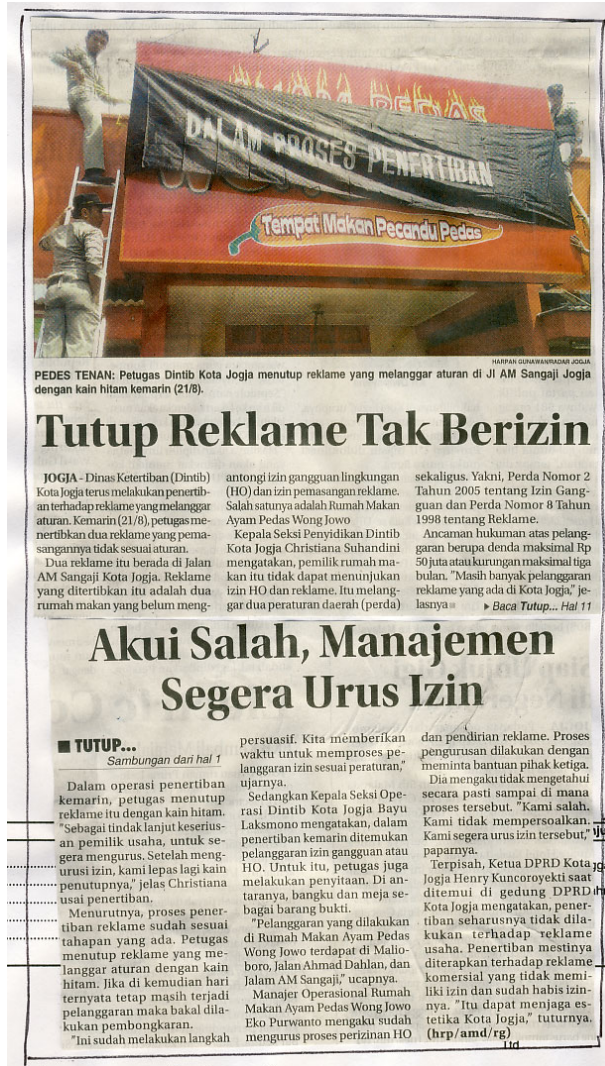 DALAM PROSES PENERTIBAN
Tempat Makan Pecandu Pedas
HARPAN GUNAWAN/RADAR JOGJA
PEDES TENAN: Petugas Dintib Kota Jogja menutup reklame yang melanggar aturan di Jl AM Sangaji Jogja
dengan kain hitam kemarin (21/8).
Tutup Reklame Tak Berizin
JOGJA - Dinas Ketertiban (Dintib)
Kota Jogja terus melakukan penertib-
an terhadap reklame yang melanggar
aturan. Kemarin (21/8), petugas me-
nertibkan dua reklame yang pema-
sangannya tidak sesuai aturan.
Dua reklame itu berada di Jalan
AM Sangaji Kota Jogja. Reklame
yang ditertibkan itu adalah dua
rumah makan yang belum meng-
antongi izin gangguan lingkungan
(HO) dan izin pemasangan reklame.
Salah satunya adalah Rumah Makan
Ayam Pedas Wong Jowo
Kepala Seksi Penyidikan Dintib
Kota Jogja Christiana Suhandini
mengatakan, pemilik rumah ma-
kan itu tidak dapat menunjukan
izin HO dan reklame. Itu melang-
gar dua peraturan daerah (perda)
sekaligus. Yakni, Perda Nomor 2
Tahun 2005 tentang Izin Gang-
guan dan Perda Nomor 8 Tahun
1998 tentang Reklame.
Ancaman hukuman atas pelang-
garan berupa denda maksimal Rp
50 juta atau kurungan maksimal tiga
bulan. "Masih banyak pelanggaran
reklame yang ada di Kota Jogja," je-
lasnya
Baca Tutup... Hal 11
Akui Salah, Manajemen
Segera Urus Izin
TUTUP...
Sambungan dari hal 1
Dalam operasi penertiban
kemarin, petugas menutup
reklame itu dengan kain hitam.
"Sebagai tindak lanjut keserius-
an pemilik usaha, untuk se-
gera mengurus. Setelah meng-
urusi izin, kami lepas lagi kain
penutupnya," jelas Christiana
usai penertiban.
Menurutnya, proses pener-
tiban reklame sudah sesuai
tahapan yang ada. Petugas
menutup reklame yang me-
langgar aturan dengan kain
hitam. Jika di kemudian hari
ternyata tetap masih terjadi
pelanggaran maka bakal dila-
kukan pembongkaran.
"Ini sudah melakukan langkah
persuasif. Kita memberikan
waktu untuk memproses pe-
langgaran izin sesuai peraturan,"
ujarnya.
Sedangkan Kepala Seksi Ope-
rasi Dintib Kota Jogja Bayu
Laksmono mengatakan, dalam
penertiban kemarin ditemukan
pelanggaran izin gangguan atau
HO. Untuk itu, petugas juga
melakukan penyitaan. Di an-
taranya, bangku dan meja se-
bagai barang bukti.
"Pelanggaran yang dilakukan
di Rumah Makan Ayam Pedas
Wong Jowo terdapat di Malio-
boro, Jalan Ahmad Dahlan, dan
Jalam AM Sangaji," ucapnya.
Manajer Operasional Rumah
Makan Ayam Pedas Wong Jowo
Eko Purwanto mengaku sudah
mengurus proses perizinan HO
dan pendirian reklame. Proses
pengurusan dilakukan dengan
meminta bantuan pihak ketiga.
Dia mengaku tidak mengetahui
secara pasti sampai di mana
proses tersebut. "Kami salah.
Kami tidak mempersoalkan.
Kami segera urus izin tersebut,"
paparnya.
Terpisah, Ketua DPRD Kota
Jogja Henry Kuncoroyekti saat
ditemui di gedung DPRD
Kota Jogja mengatakan, pener-
tiban seharusnya tidak dila-
kukan terhadap reklame
usaha. Penertiban mestinya
diterapkan terhadap reklame
komersial yang tidak memi-
liki izin dan sudah habis izin-
nya. "Itu dapat menjaga es-
tetika Kota Jogja," tuturnya.
(hrp/amd/rg)